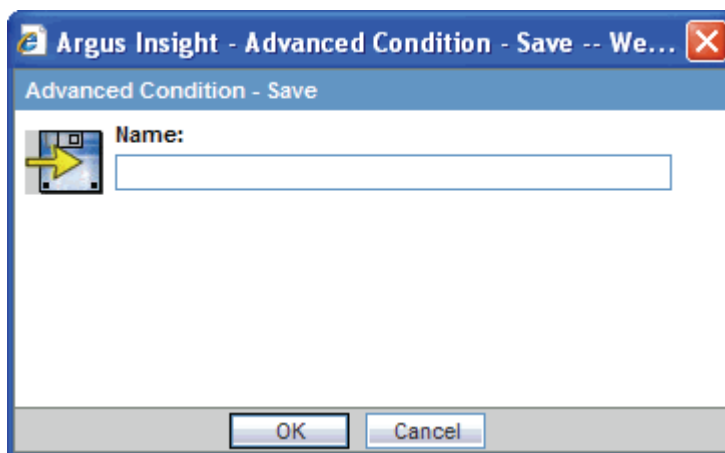 Argus Insight - Advanced Condition - Save -- We...
Advanced Condition - Save
Name:
OK
Cancel